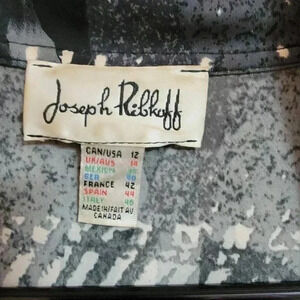 Joseph Ribkoff
CAN/USA 12
UK/AUS 14
MEXICO
GER 40
FRANCE 42
SPAIN 44
ITALY 46
MADE IN/FAIT AU
CANADA